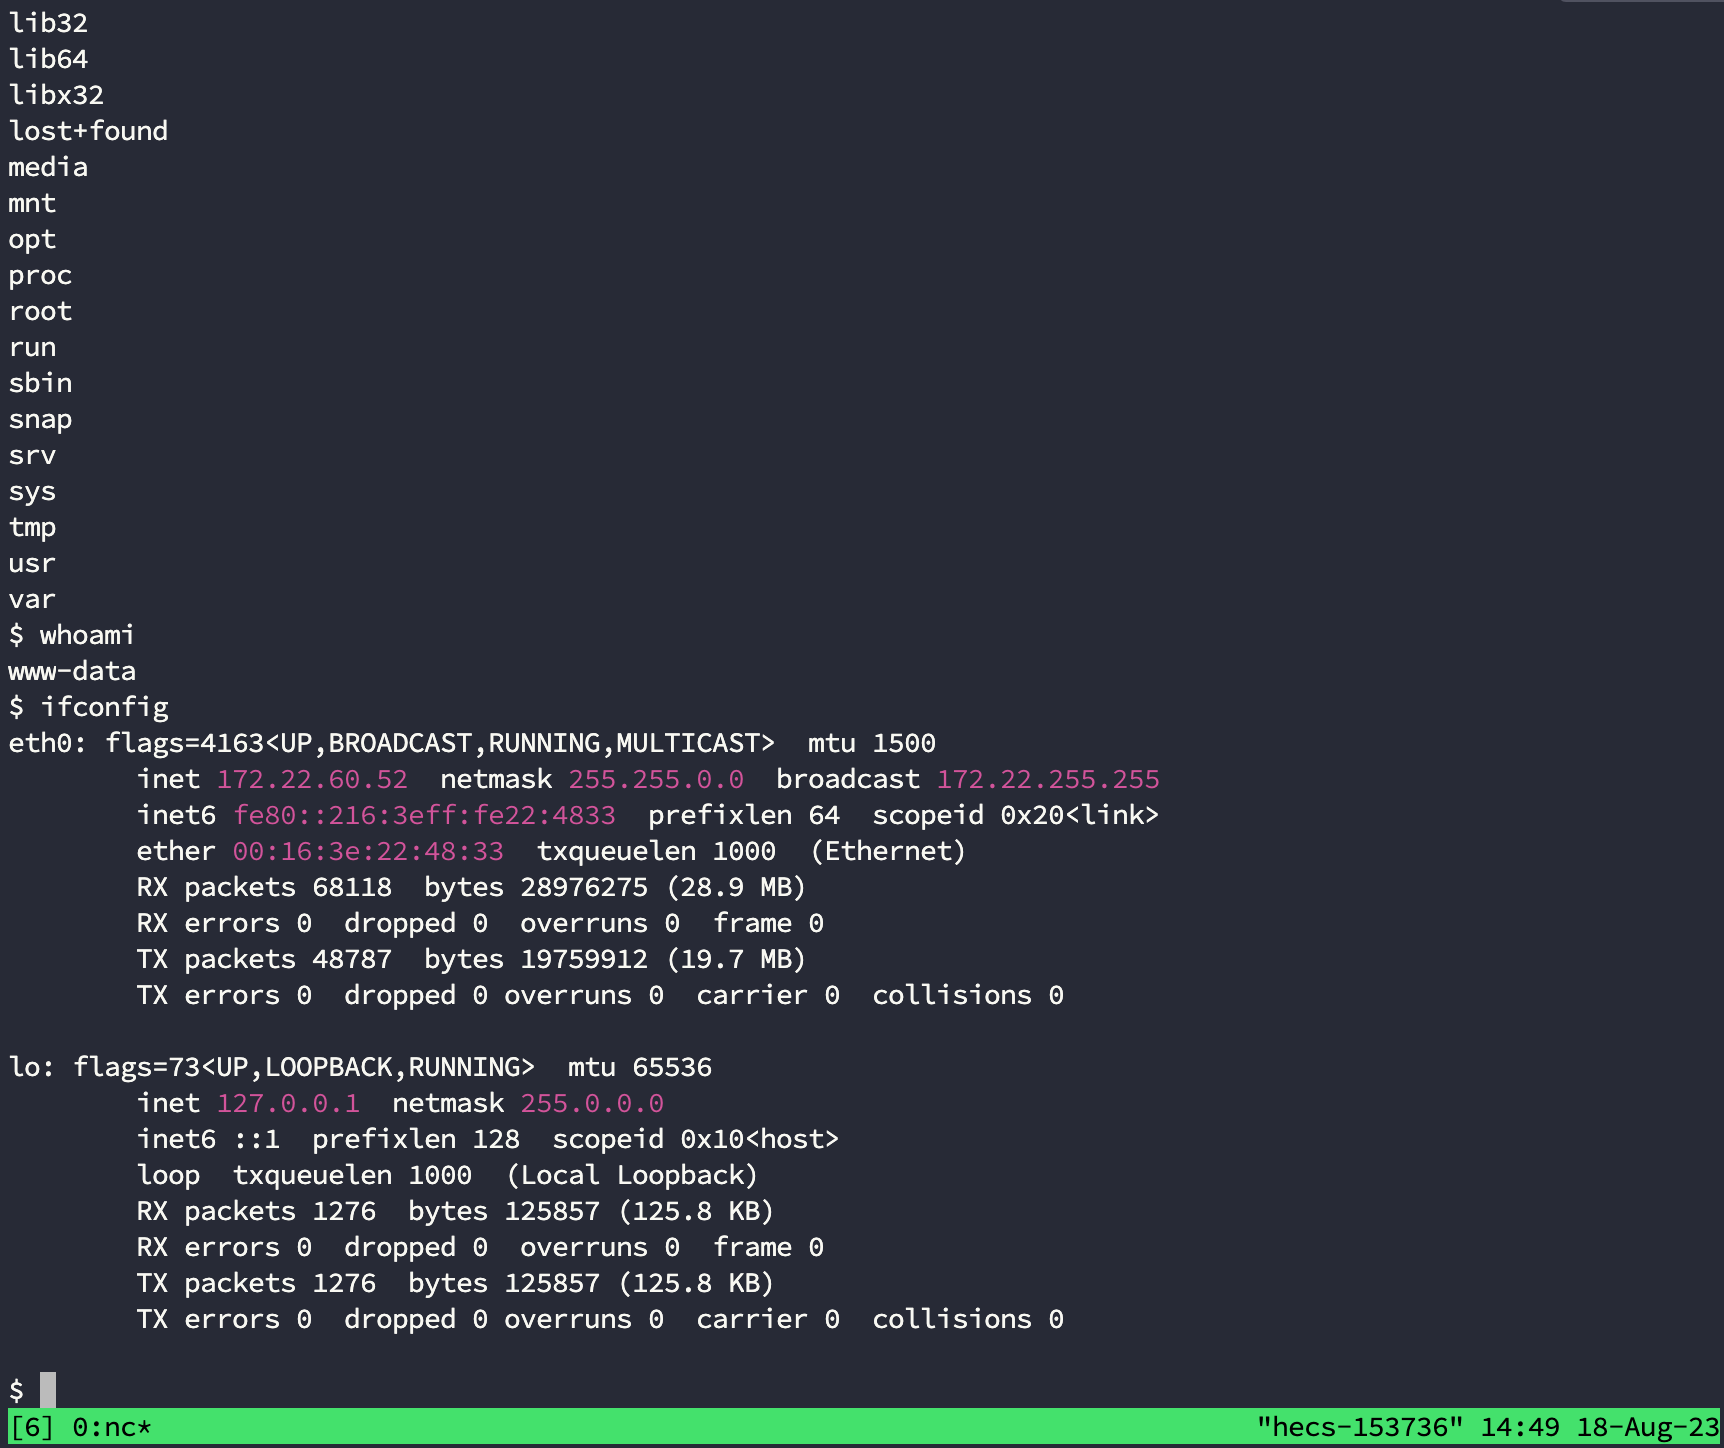 lib32
lib64
libx32
lost+found
media
mnt
opt
proc
root
run
sbin
snap
srv
sys
tmp
usr
var
$ whoami
www-data
$ ifconfig
eth0: flags=4163<UP,BROADCAST,RUNNING,MULTICAST>  mtu 1500
        inet 172.22.60.52  netmask 255.255.0.0  broadcast 172.22.255.255
        inet6 fe80::216:3eff:fe22:4833  prefixlen 64  scopeid 0x20<link>
        ether 00:16:3e:22:48:33  txqueuelen 1000  (Ethernet)
        RX packets 68118  bytes 28976275 (28.9 MB)
        RX errors 0  dropped 0  overruns 0  frame 0
        TX packets 48787  bytes 19759912 (19.7 MB)
        TX errors 0  dropped 0 overruns 0  carrier 0  collisions 0

lo: flags=73<UP,LOOPBACK,RUNNING>  mtu 65536
        inet 127.0.0.1  netmask 255.0.0.0
        inet6 ::1  prefixlen 128  scopeid 0x10<host>
        loop  txqueuelen 1000  (Local Loopback)
        RX packets 1276  bytes 125857 (125.8 KB)
        RX errors 0  dropped 0  overruns 0  frame 0
        TX packets 1276  bytes 125857 (125.8 KB)
        TX errors 0  dropped 0 overruns 0  carrier 0  collisions 0

$
[6] 0:nc* "hecs-153736" 14:49 18-Aug-23